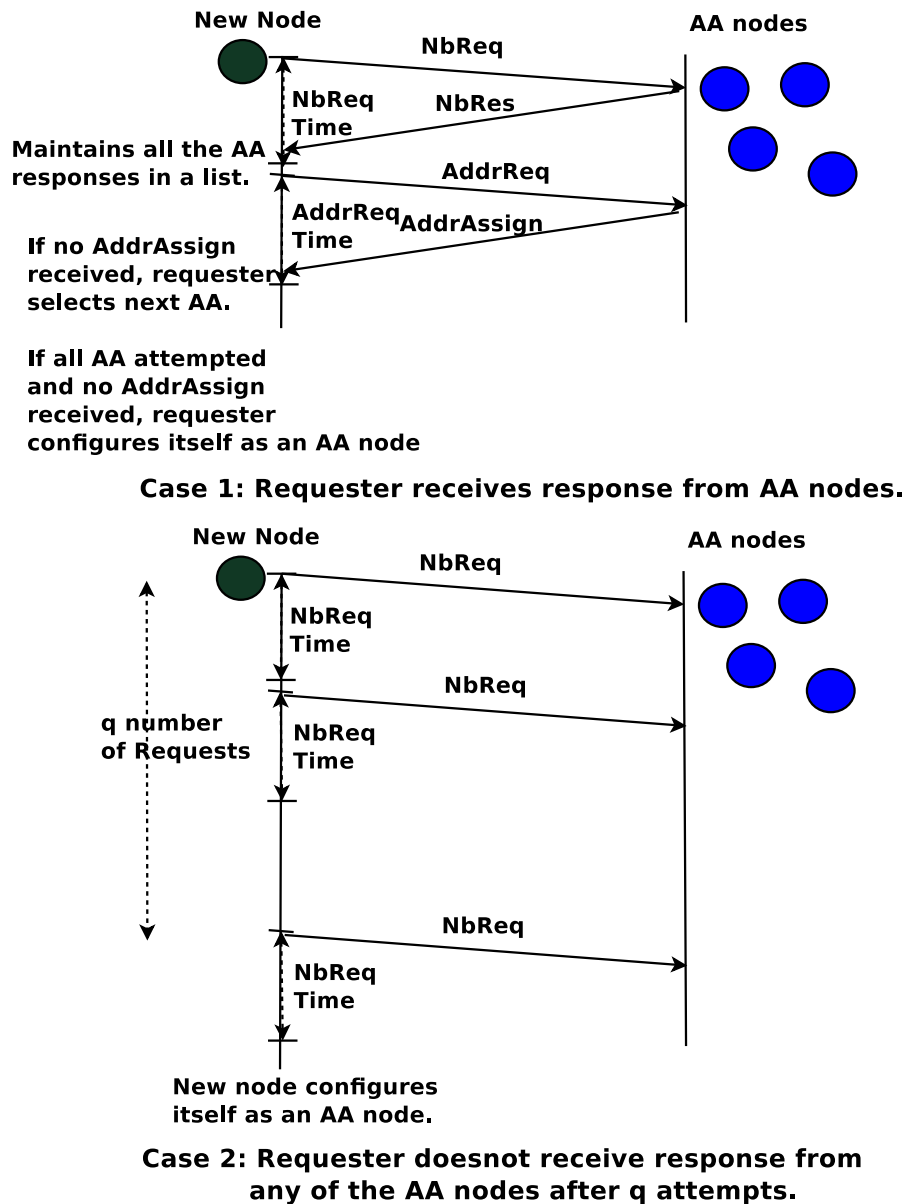 New Node
AA nodes
NbReq
NbReq
Time
NbRes
Maintains all the AA
responses in a list.
AddrReq
AddrReq
Time
AddrAssign
If no AddrAssign
received, requester
selects next AA.
If all AA attempted
and no AddrAssign
received, requester
configures itself as an AA node
Case 1: Requester receives response from AA nodes.
New Node
AA nodes
NbReq
NbReq
Time
NbReq
q number
of Requests
NbReq
Time
NbReq
NbReq
Time
New node configures
itself as an AA node.
Case 2: Requester doesnot receive response from
any of the AA nodes after q attempts.